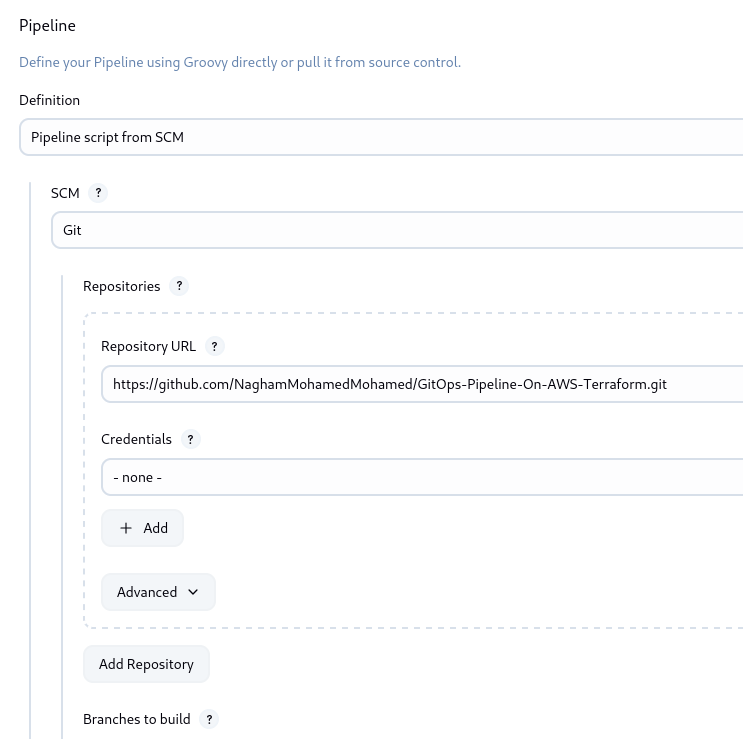 Pipeline
Define your Pipeline using Groovy directly or pull it from source control.
Definition
Pipeline script from SCM
SCM ?
Git
Repositories ?
Repository URL ?
https://github.com/NaghamMohamedMohamed/GitOps-Pipeline-On-AWS-Terraform.git
Credentials ?
- none -
+ Add
Advanced
Add Repository
Branches to build ?